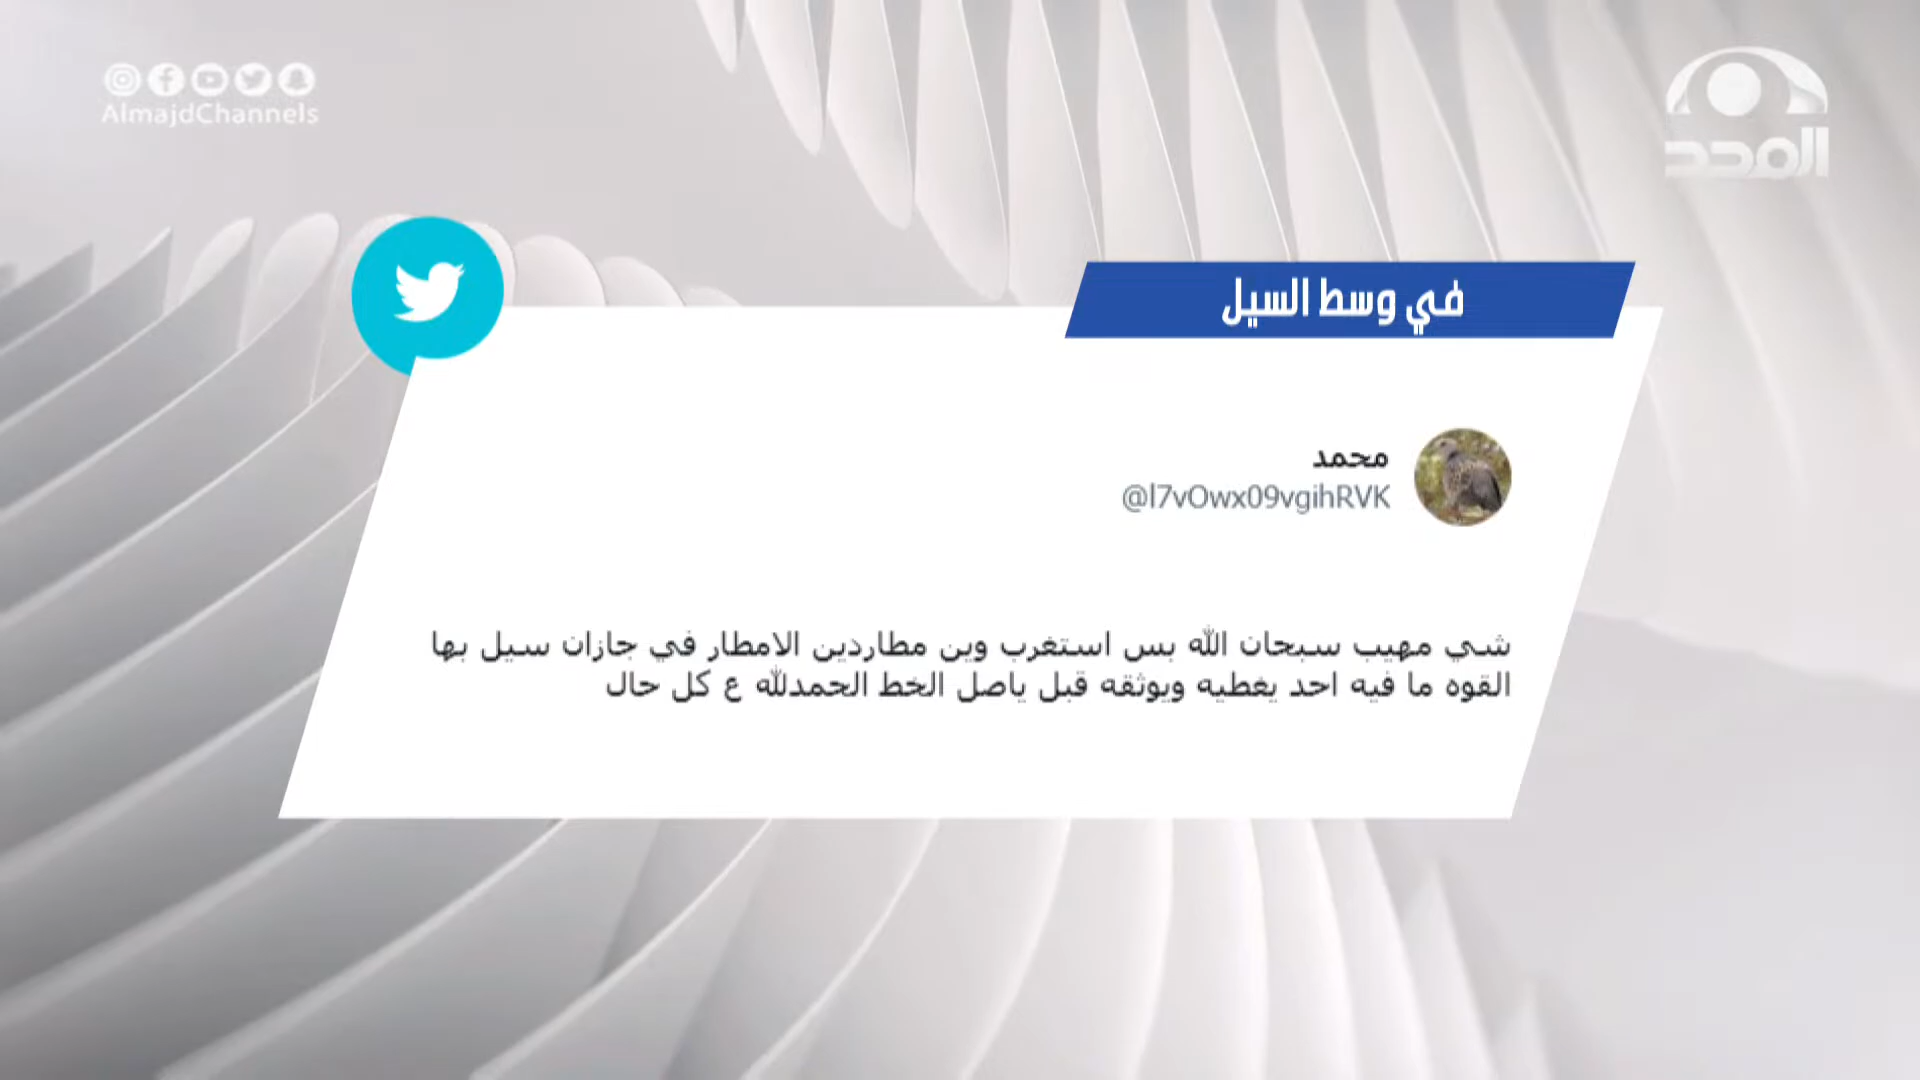 AlmajdChannels
المجد
في وسط السيل
محمد
@l7vOwx09vgihRVK
شي مهيب سبحان الله بس استغرب وين مطاردين الامطار في جازان سيل بها
القوه ما فيه احد يغطيه ويوثقه قبل ياصل الخط الحمدلله ع كل حال